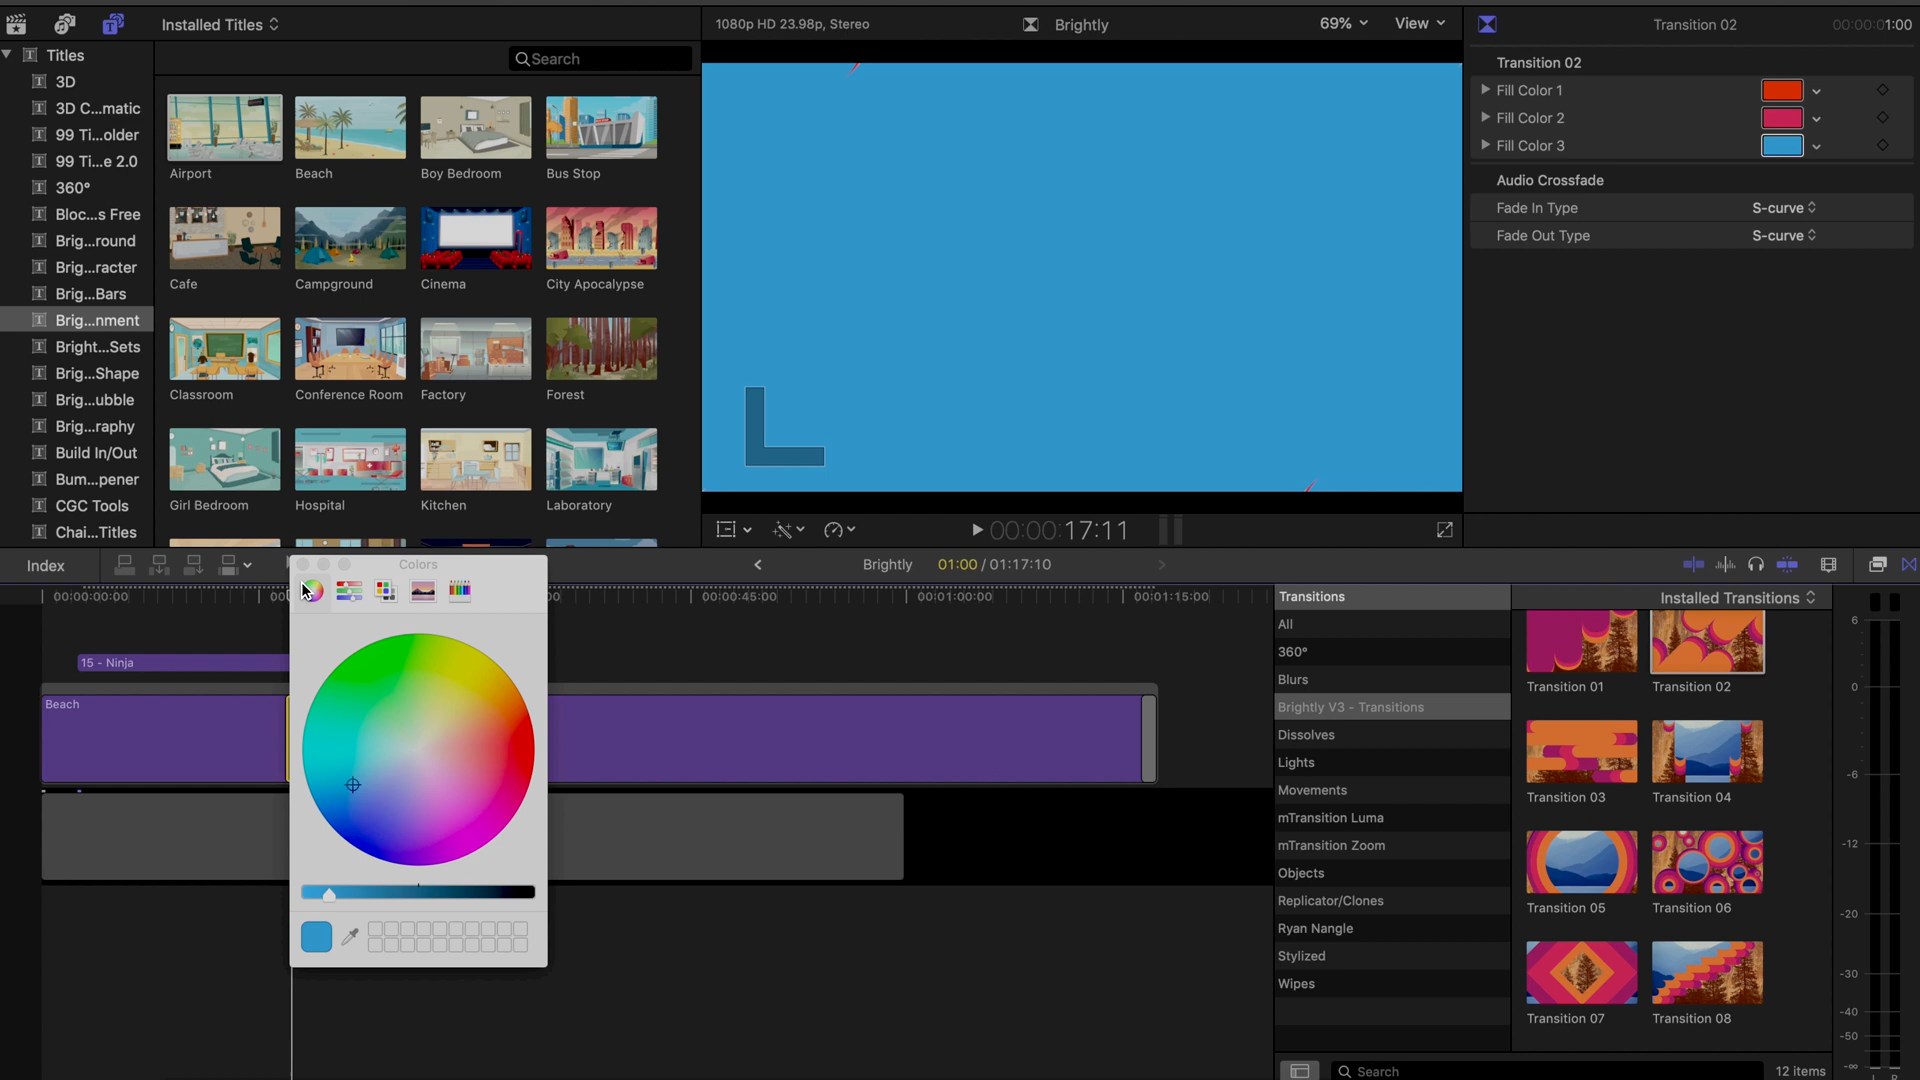 Installed Titles
1080p HD 23.98p, Stereo
Brightly
69%
View
Transition 02
00:00:01:00
Titles
Search
3D
3D C...matic
99 Ti...older
99 Ti...e 2.0
360°
Bloc...s Free
Brig...round
Brig...racter
Brig...Bars
Brig...nment
Bright...Sets
Brig...Shape
Brig...ubble
Brig...raphy
Build In/Out
Bum...pener
CGC Tools
Chai...Titles
Airport
Beach
Boy Bedroom
Bus Stop
Cafe
Campground
Cinema
City Apocalypse
Classroom
Conference Room
Factory
Forest
Girl Bedroom
Hospital
Kitchen
Laboratory
Transition 02
Fill Color 1
Fill Color 2
Fill Color 3
Audio Crossfade
Fade In Type
S-curve
Fade Out Type
S-curve
00:00:17:11
Index
Brightly
01:00 / 01:17:10
Colors
00:00:00:00
00:00:45:00
00:01:00:00
00:01:15:00
15 - Ninja
Beach
Transitions
All
360°
Blurs
Brightly V3 - Transitions
Dissolves
Lights
Movements
mTransition Luma
mTransition Zoom
Objects
Replicator/Clones
Ryan Nangle
Stylized
Wipes
Installed Transitions
Transition 01
Transition 02
Transition 03
Transition 04
Transition 05
Transition 06
Transition 07
Transition 08
Search
12 items
6
0
-6
-12
-20
-30
-40
-50
-∞